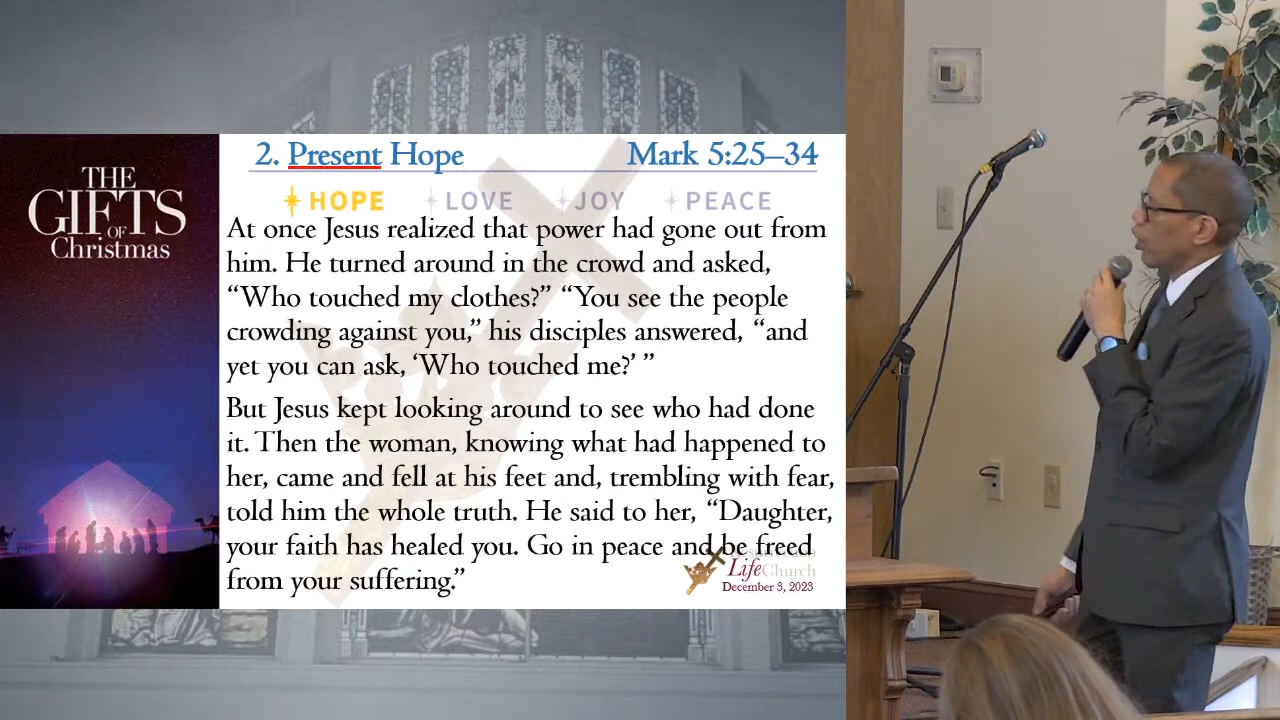 THE
GIFTS
OF
Christmas
2. Present Hope Mark 5:25–34
HOPE LOVE JOY PEACE
At once Jesus realized that power had gone out from
him. He turned around in the crowd and asked,
“Who touched my clothes?” “You see the people
crowding against you,” his disciples answered, “and
yet you can ask, ‘Who touched me?’ ”
But Jesus kept looking around to see who had done
it. Then the woman, knowing what had happened to
her, came and fell at his feet and, trembling with fear,
told him the whole truth. He said to her, “Daughter,
your faith has healed you. Go in peace and be freed
from your suffering.”
LifeChurch
December 3, 2023